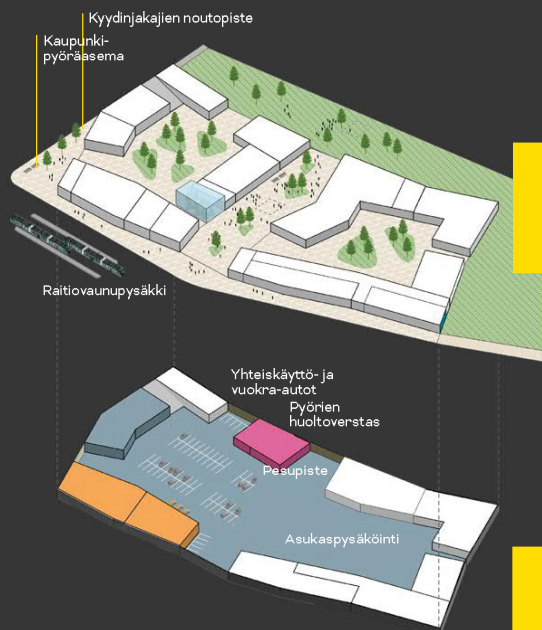 Kyydinjakajien noutopiste
Kaupunki-
pyöräasema
Raitiovaunupysäkki
Yhteiskäyttö- ja
vuokra-autot
Pyörien
huoltoverstas
Pesupiste
Asukaspysäköinti